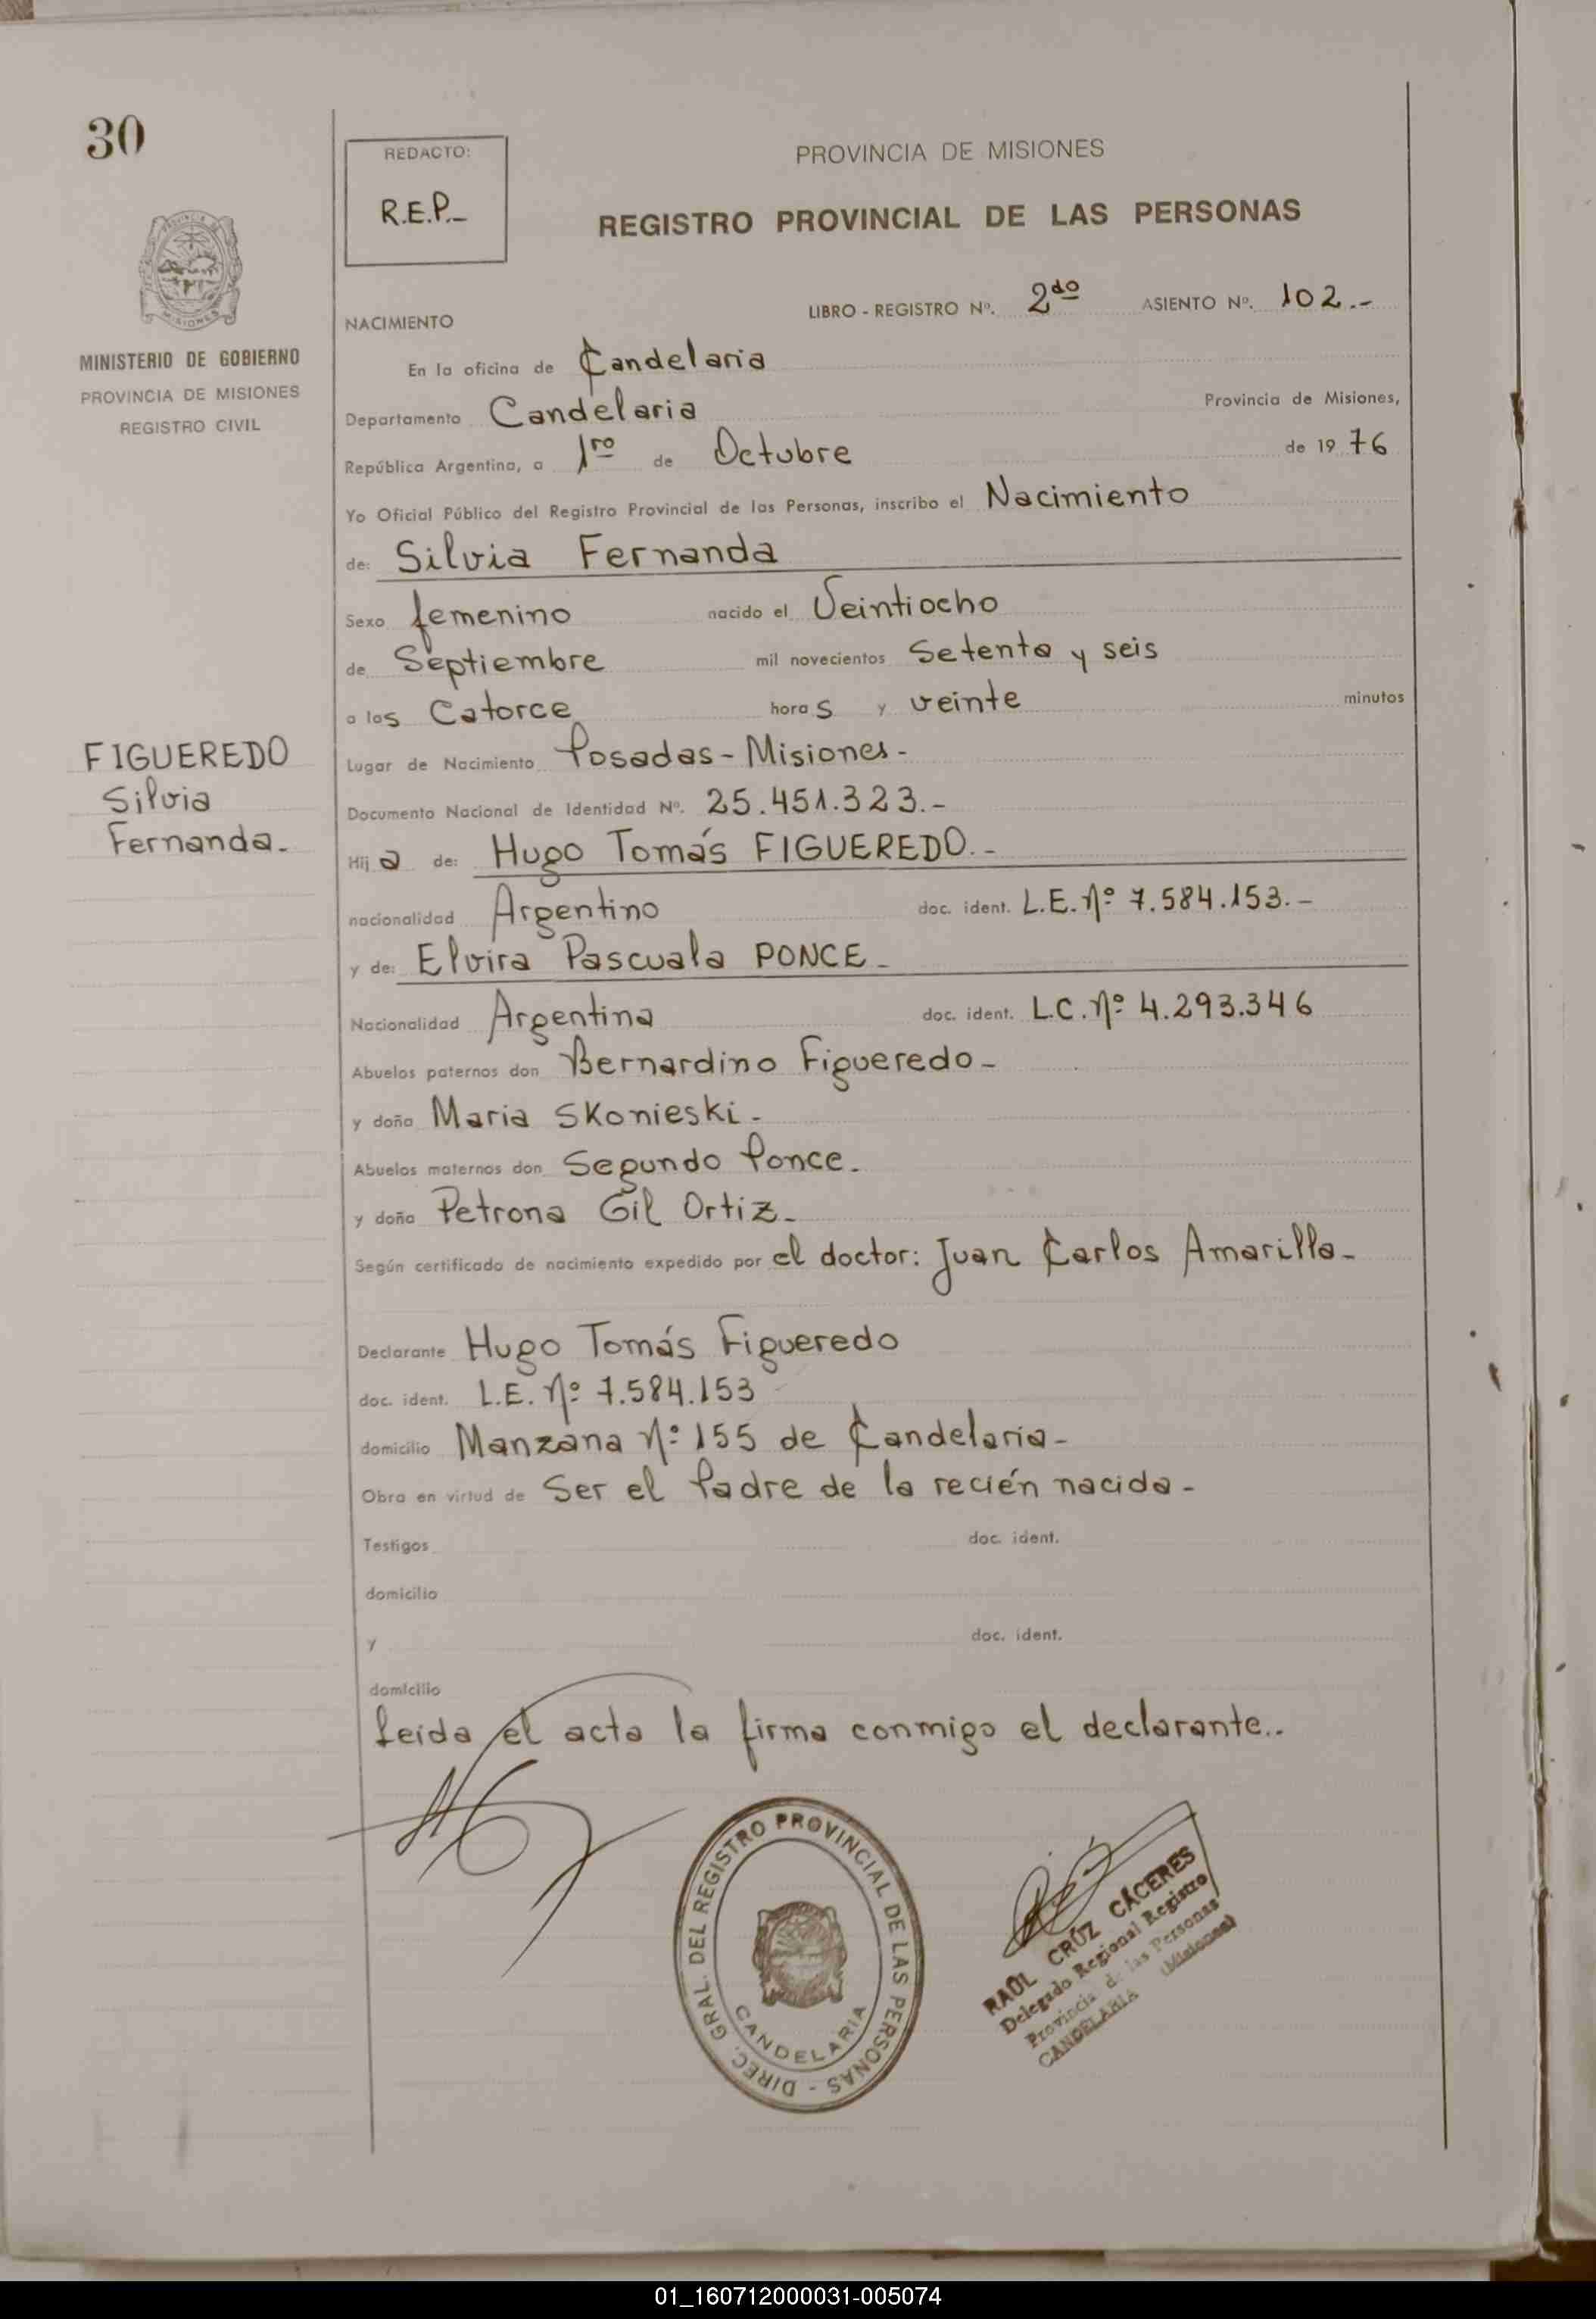 30
REDACTO:
R.E.P.-
PROVINCIA DE MISIONES
REGISTRO PROVINCIAL DE LAS PERSONAS
MISIONES
MINISTERIO DE GOBIERNO
PROVINCIA DE MISIONES
REGISTRO CIVIL
LIBRO - REGISTRO Nº. 2do ASIENTO Nº. 102.-
NACIMIENTO
En la oficina de Candelaria
Departamento Candelaria Provincia de Misiones,
República Argentina, a 1ro de Octubre de 1976
Yo Oficial Público del Registro Provincial de las Personas, inscribo el Nacimiento
de: Silvia Fernanda
Sexo femenino nacido el Veintiocho
de Septiembre mil novecientos Setenta y seis
a las Catorce horas y veinte minutos
FIGUEREDO
Silvia
Fernanda.-
Lugar de Nacimiento Posadas - Misiones -
Documento Nacional de Identidad Nº. 25.451.323.-
Hija de: Hugo Tomás FIGUEREDO.-
nacionalidad Argentino doc. ident. L.E. Nº 7.584.153.-
y de: Elvira Pascuala PONCE -
Nacionalidad Argentina doc. ident. L.C. Nº 4.293.346
Abuelos paternos don Bernardino Figueredo -
y doña Maria Skonieski -
Abuelos maternos don Segundo Ponce -
y doña Petrona Gil Ortiz -
Según certificado de nacimiento expedido por el doctor: Juan Carlos Amarilla -
Declarante Hugo Tomás Figueredo
doc. ident. L.E. Nº 7.584.153
domicilio Manzana Nº 155 de Candelaria -
Obra en virtud de Ser el Padre de la recién nacida -
Testigos doc. ident.
domicilio
y doc. ident.
domicilio
Leida el acta la firma conmigo el declarante..
DIREC. GRAL. DEL REGISTRO PROVINCIAL DE LAS PERSONAS -
CANDELARIA
RAÚL CRÚZ CÁCERES
Delegado Regional Registro
Provincia de las Personas
CANDELARIA (Misiones)
01_160712000031-005074